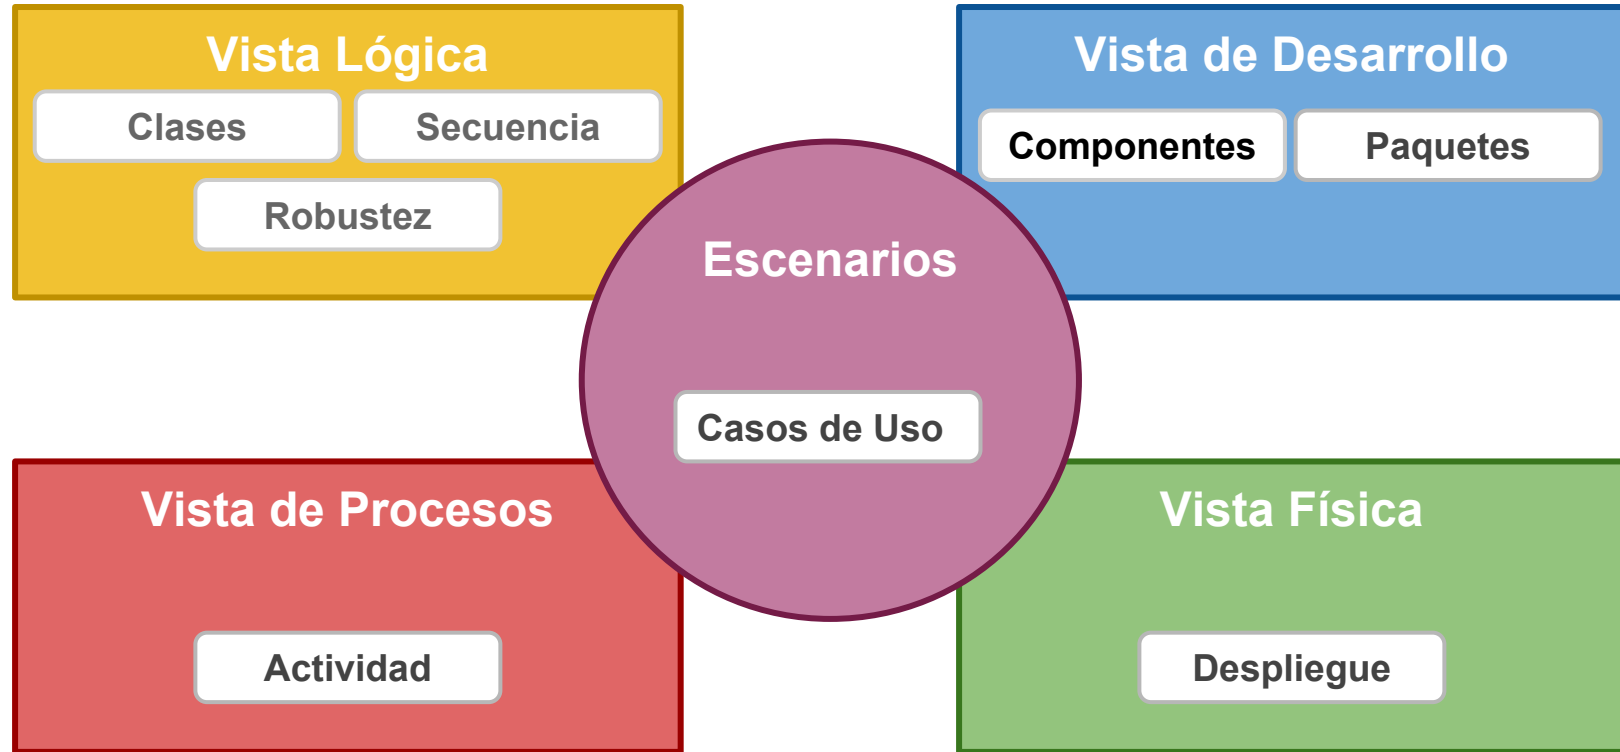 Vista Lógica
Clases
Secuencia
Robustez
Vista de Desarrollo
Componentes
Paquetes
Escenarios
Casos de Uso
Vista de Procesos
Actividad
Vista Física
Despliegue